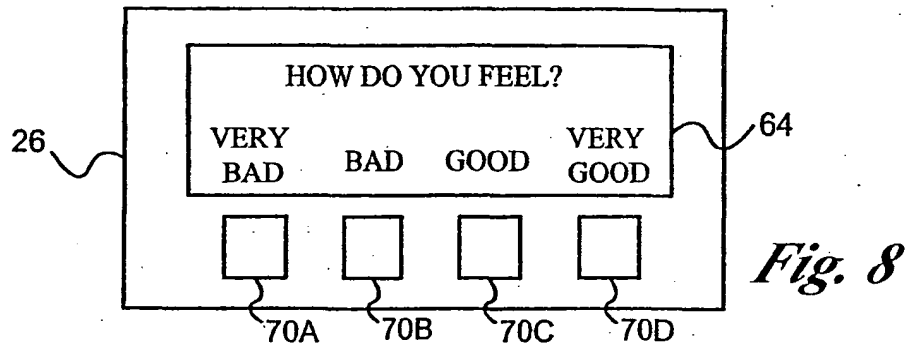 HOW DO YOU FEEL?
VERY BAD
BAD
GOOD
VERY GOOD
26
64
70A
70B
70C
70D
Fig. 8